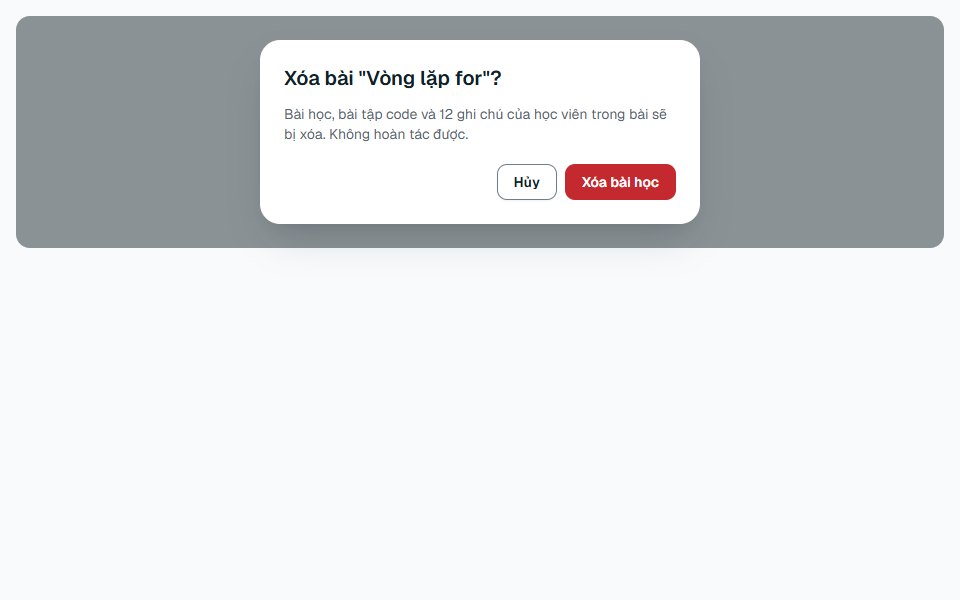 Xóa bài "Vòng lặp for"?
Bài học, bài tập code và 12 ghi chú của học viên trong bài sẽ
bị xóa. Không hoàn tác được.
Hủy
Xóa bài học